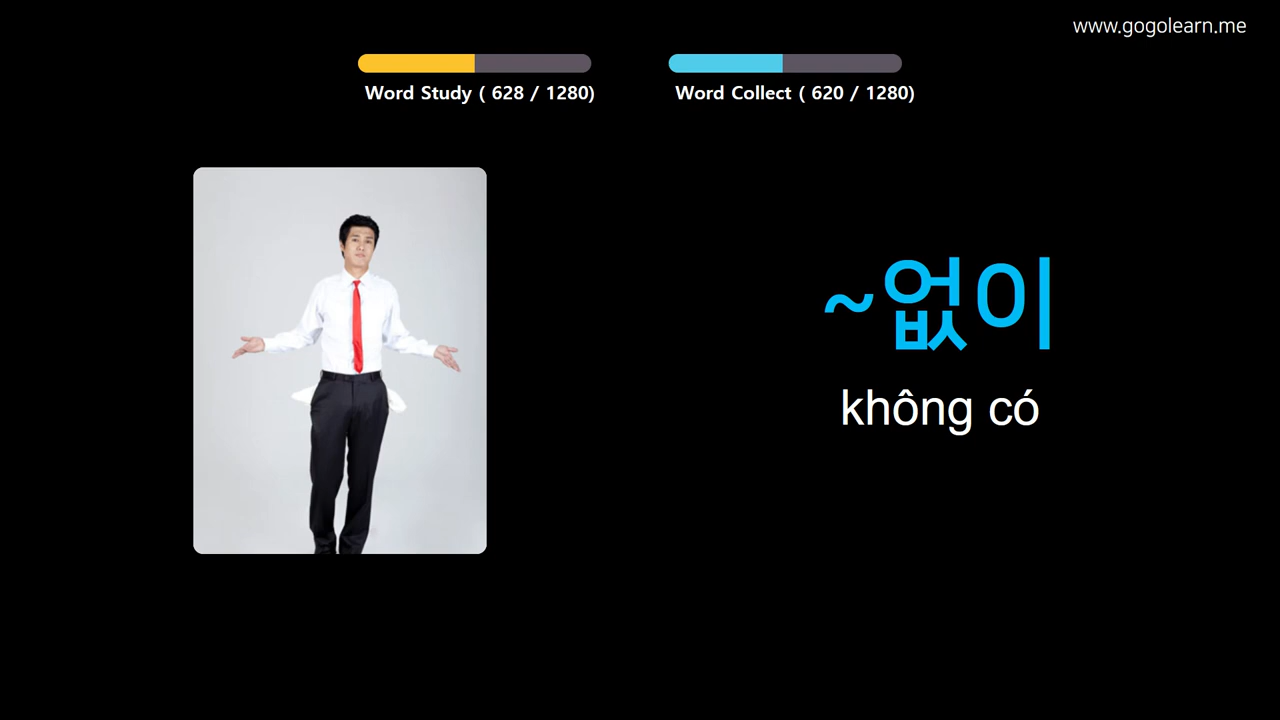 www.gogolearn.me
Word Study ( 628 / 1280)
Word Collect ( 620 / 1280)
~없이
không có